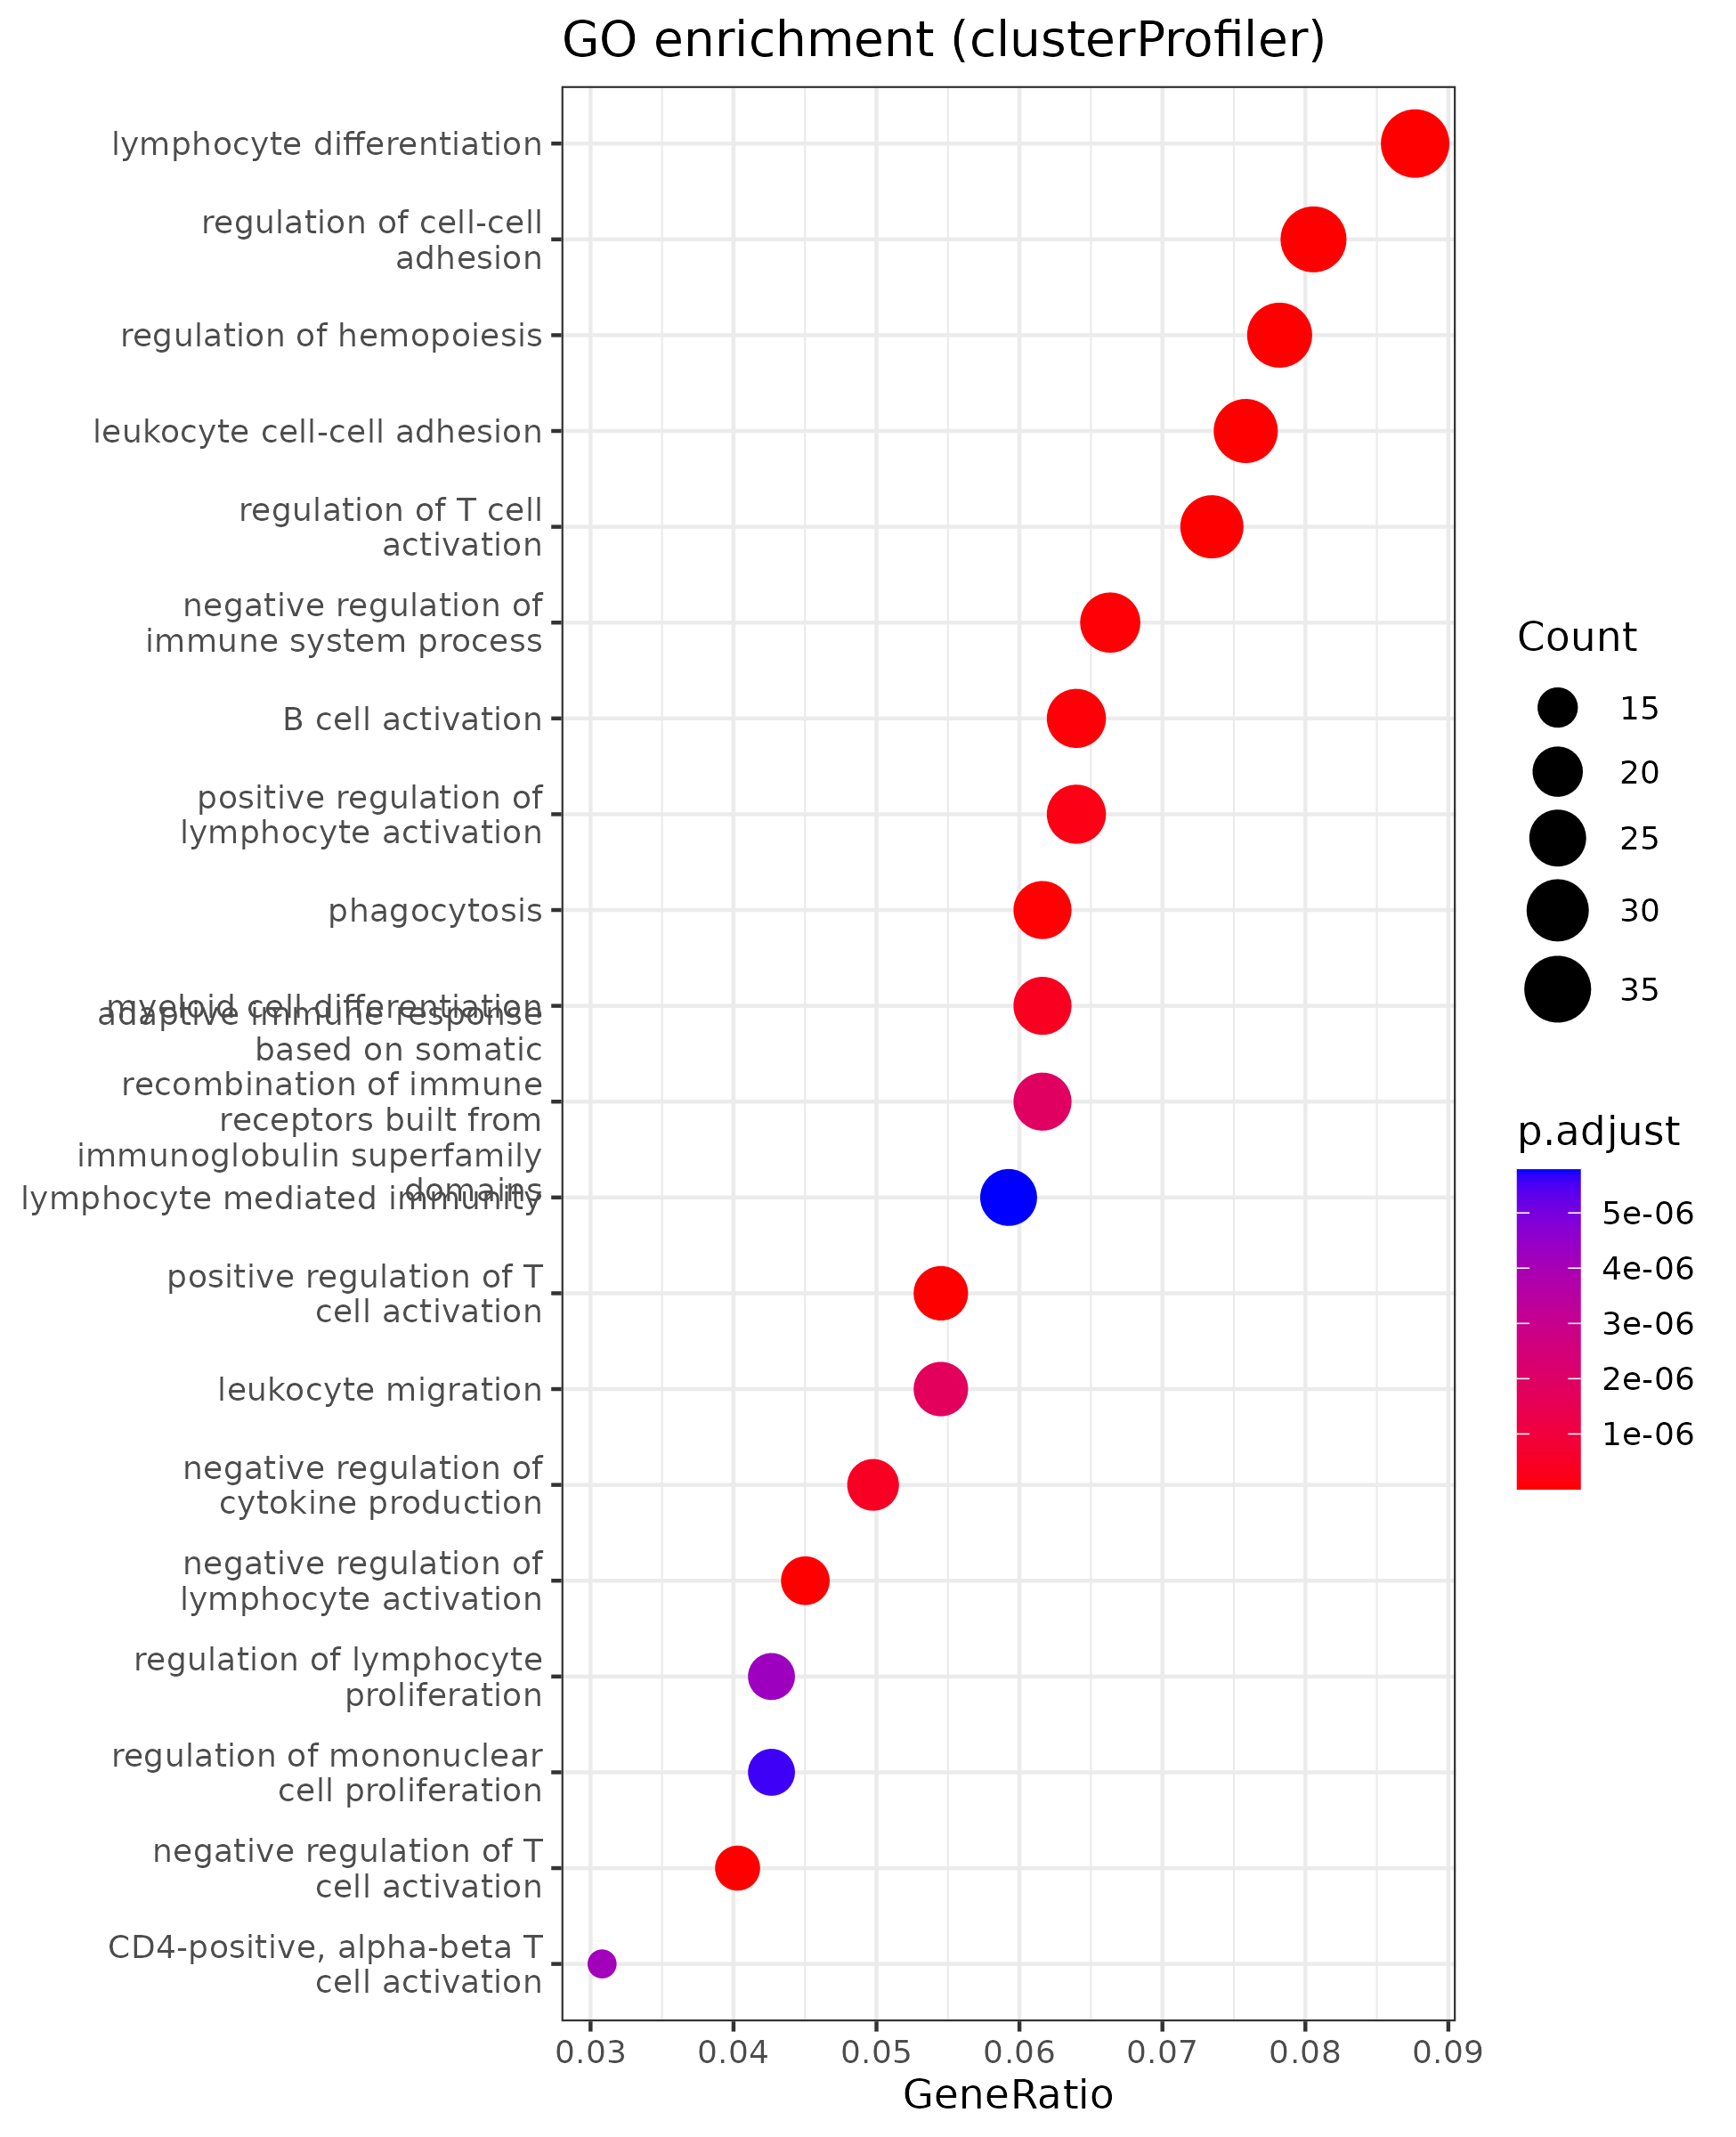 GO enrichment (clusterProfiler)
lymphocyte differentiation
regulation of cell-cell
adhesion
regulation of hemopoiesis
leukocyte cell-cell adhesion
regulation of T cell
activation
negative regulation of
immune system process
B cell activation
positive regulation of
lymphocyte activation
phagocytosis
myeloid cell differentiation
adaptive immune response
based on somatic
recombination of immune
receptors built from
immunoglobulin superfamily
domains
lymphocyte mediated immunity
positive regulation of T
cell activation
leukocyte migration
negative regulation of
cytokine production
negative regulation of
lymphocyte activation
regulation of lymphocyte
proliferation
regulation of mononuclear
cell proliferation
negative regulation of T
cell activation
CD4-positive, alpha-beta T
cell activation
0.03 0.04 0.05 0.06 0.07 0.08 0.09
GeneRatio
Count
15
20
25
30
35
p.adjust
5e-06
4e-06
3e-06
2e-06
1e-06